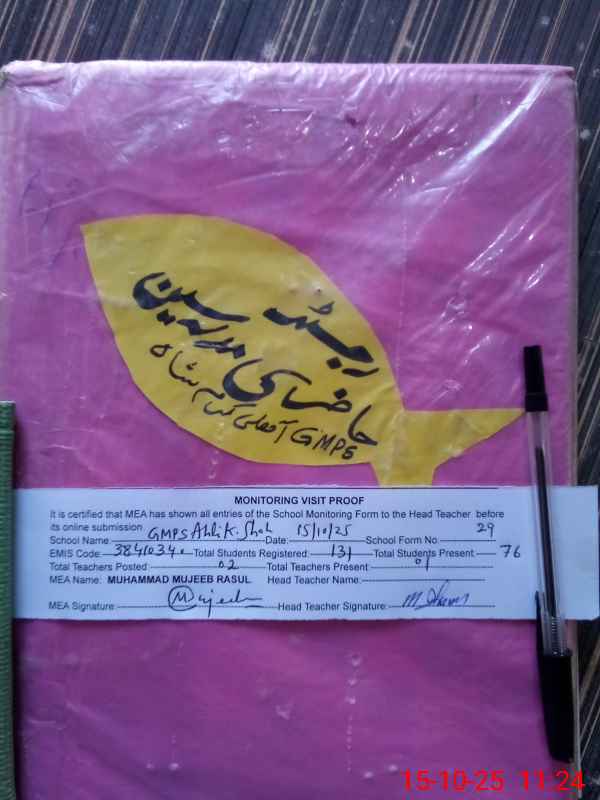 رجسٹر
حاضری مدرسین
GMPS آھلی کرم شاہ
MONITORING VISIT PROOF
It is certified that MEA has shown all entries of the School Monitoring Form to the Head Teacher before
its online submission
School Name: GMPS Ahli K. Shah Date: 15/10/25 School Form No. 29
EMIS Code: 38410340 Total Students Registered: 131 Total Students Present: 76
Total Teachers Posted: 02 Total Teachers Present: 01
MEA Name: MUHAMMAD MUJEEB RASUL Head Teacher Name:
MEA Signature: Mujeeb Head Teacher Signature:
15-10-25 11:24